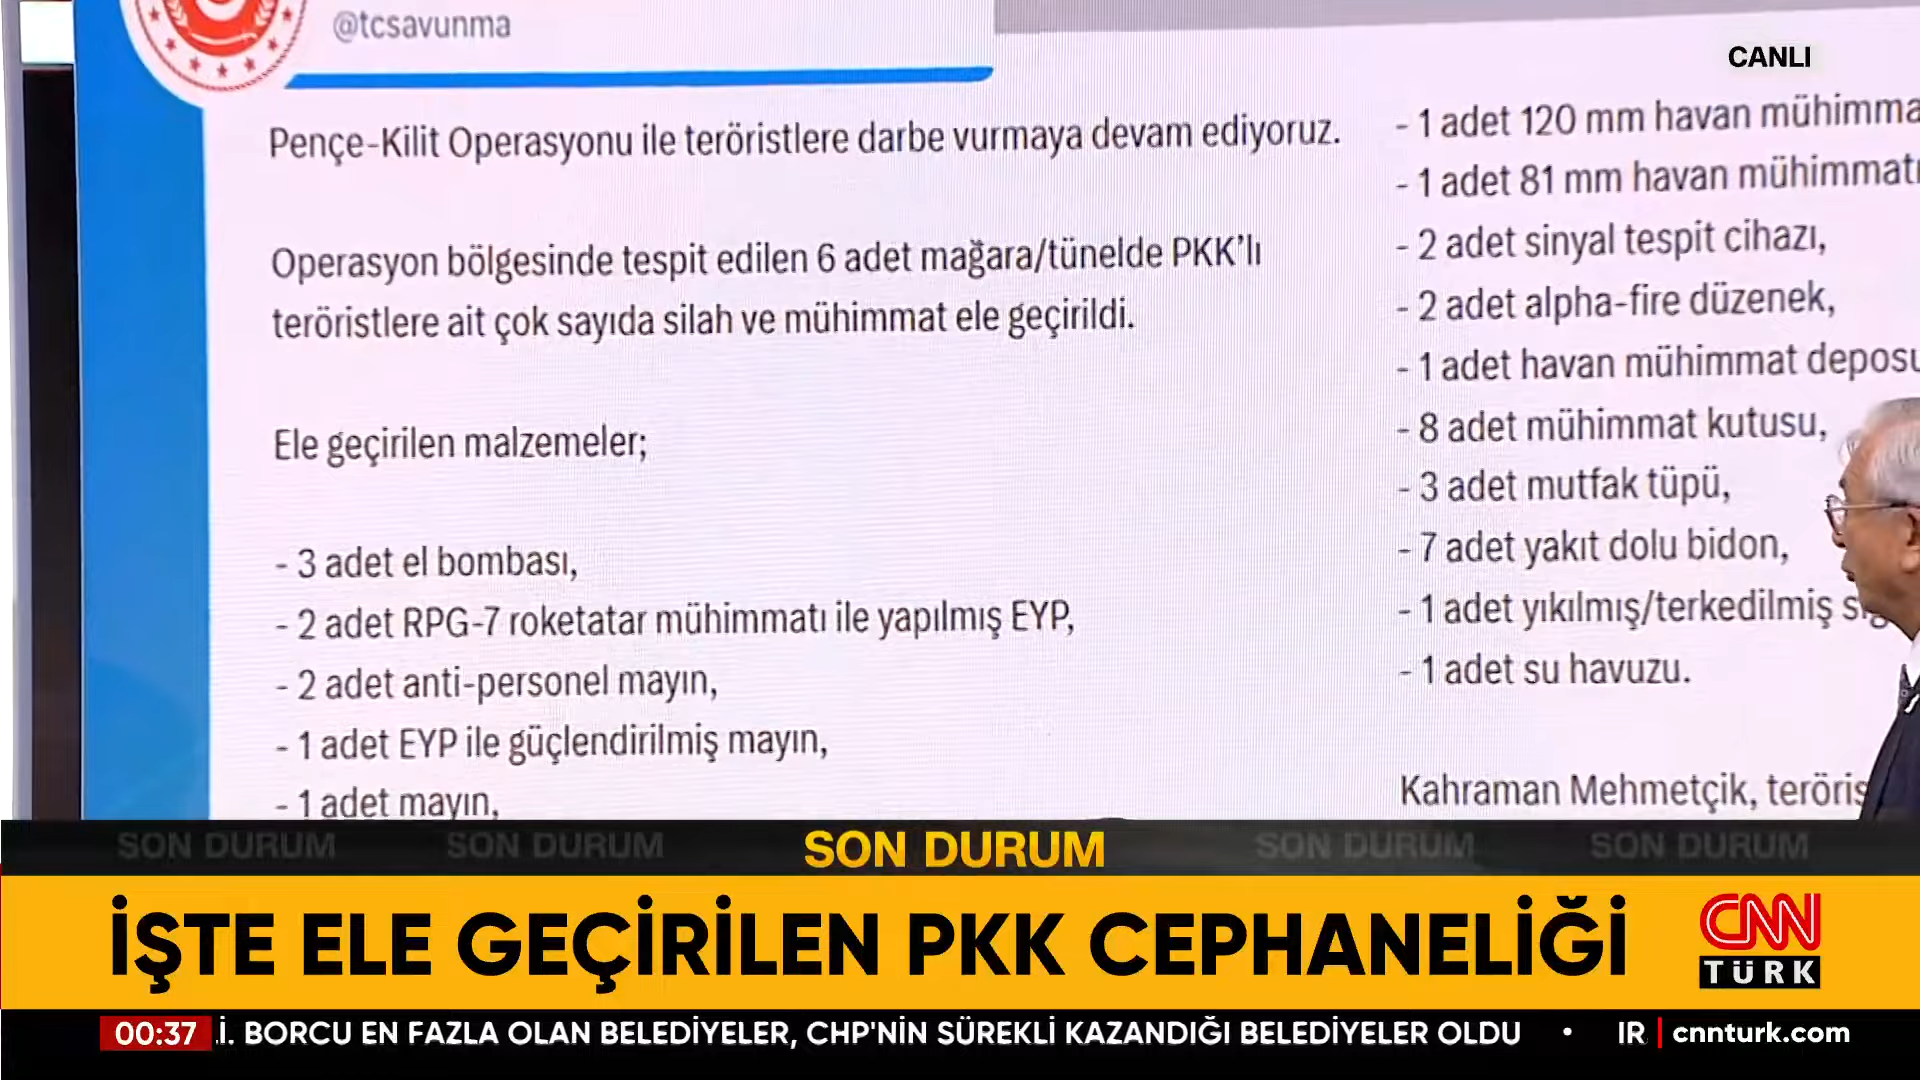 @tcsavunma
CANLI
Pençe-Kilit Operasyonu ile teröristlere darbe vurmaya devam ediyoruz.
Operasyon bölgesinde tespit edilen 6 adet mağara/tünelde PKK'lı
teröristlere ait çok sayıda silah ve mühimmat ele geçirildi.
Ele geçirilen malzemeler;
- 3 adet el bombası,
- 2 adet RPG-7 roketatar mühimmatı ile yapılmış EYP,
- 2 adet anti-personel mayın,
- 1 adet EYP ile güçlendirilmiş mayın,
- 1 adet mayın,
- 1 adet 120 mm havan mühimma
- 1 adet 81 mm havan mühimmatı
- 2 adet sinyal tespit cihazı,
- 2 adet alpha-fire düzenek,
- 1 adet havan mühimmat deposu
- 8 adet mühimmat kutusu,
- 3 adet mutfak tüpü,
- 7 adet yakıt dolu bidon,
- 1 adet yıkılmış/terkedilmiş
- 1 adet su havuzu.
Kahraman Mehmetçik, teröris
SON DURUM SON DURUM SON DURUM SON DURUM SON DURUM
İŞTE ELE GEÇİRİLEN PKK CEPHANELİĞİ
CNN
TÜRK
00:37 İ. BORCU EN FAZLA OLAN BELEDİYELER, CHP'NİN SÜREKLİ KAZANDIĞI BELEDİYELER OLDU • IR cnnturk.com